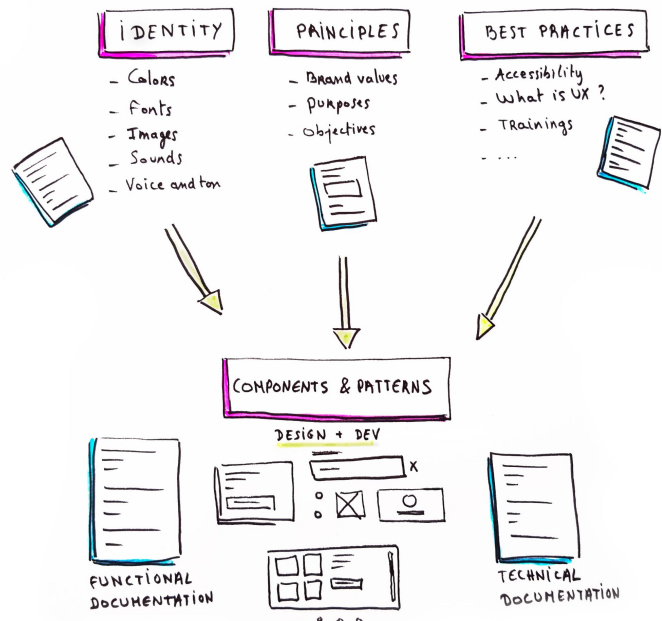 IDENTITY
- Colors
- Fonts
- Images
- Sounds
- Voice and ton
PRINCIPLES
- Brand values
- Purposes
- Objectives
BEST PRACTICES
- Accessibility
- What is UX ?
- Trainings
- ...
COMPONENTS & PATTERNS
DESIGN + DEV
X
FUNCTIONAL
DOCUMENTATION
TECHNICAL
DOCUMENTATION